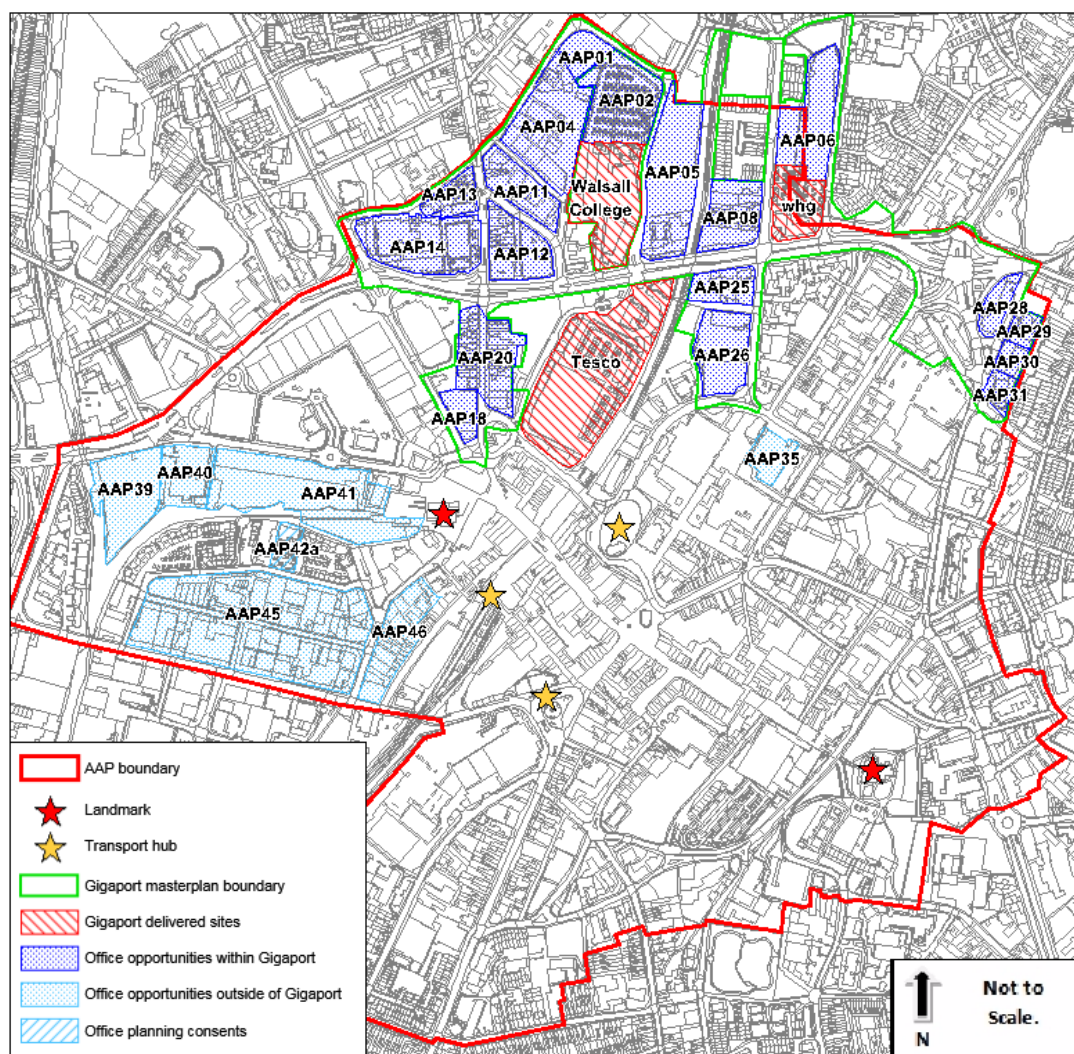 AAP01
AAP02
AAP04
AAP06
AAP05
AAP11
AAP13
Walsall
College
whg
AAP08
AAP14
AAP12
AAP25
AAP28
AAP29
AAP20
Tesco
AAP26
AAP30
AAP31
AAP18
AAP35
AAP40
AAP39
AAP41
AAP42a
AAP45
AAP46
AAP boundary
Landmark
Transport hub
Gigaport masterplan boundary
Gigaport delivered sites
Office opportunities within Gigaport
Office opportunities outside of Gigaport
Office planning consents
Not to
Scale.
N